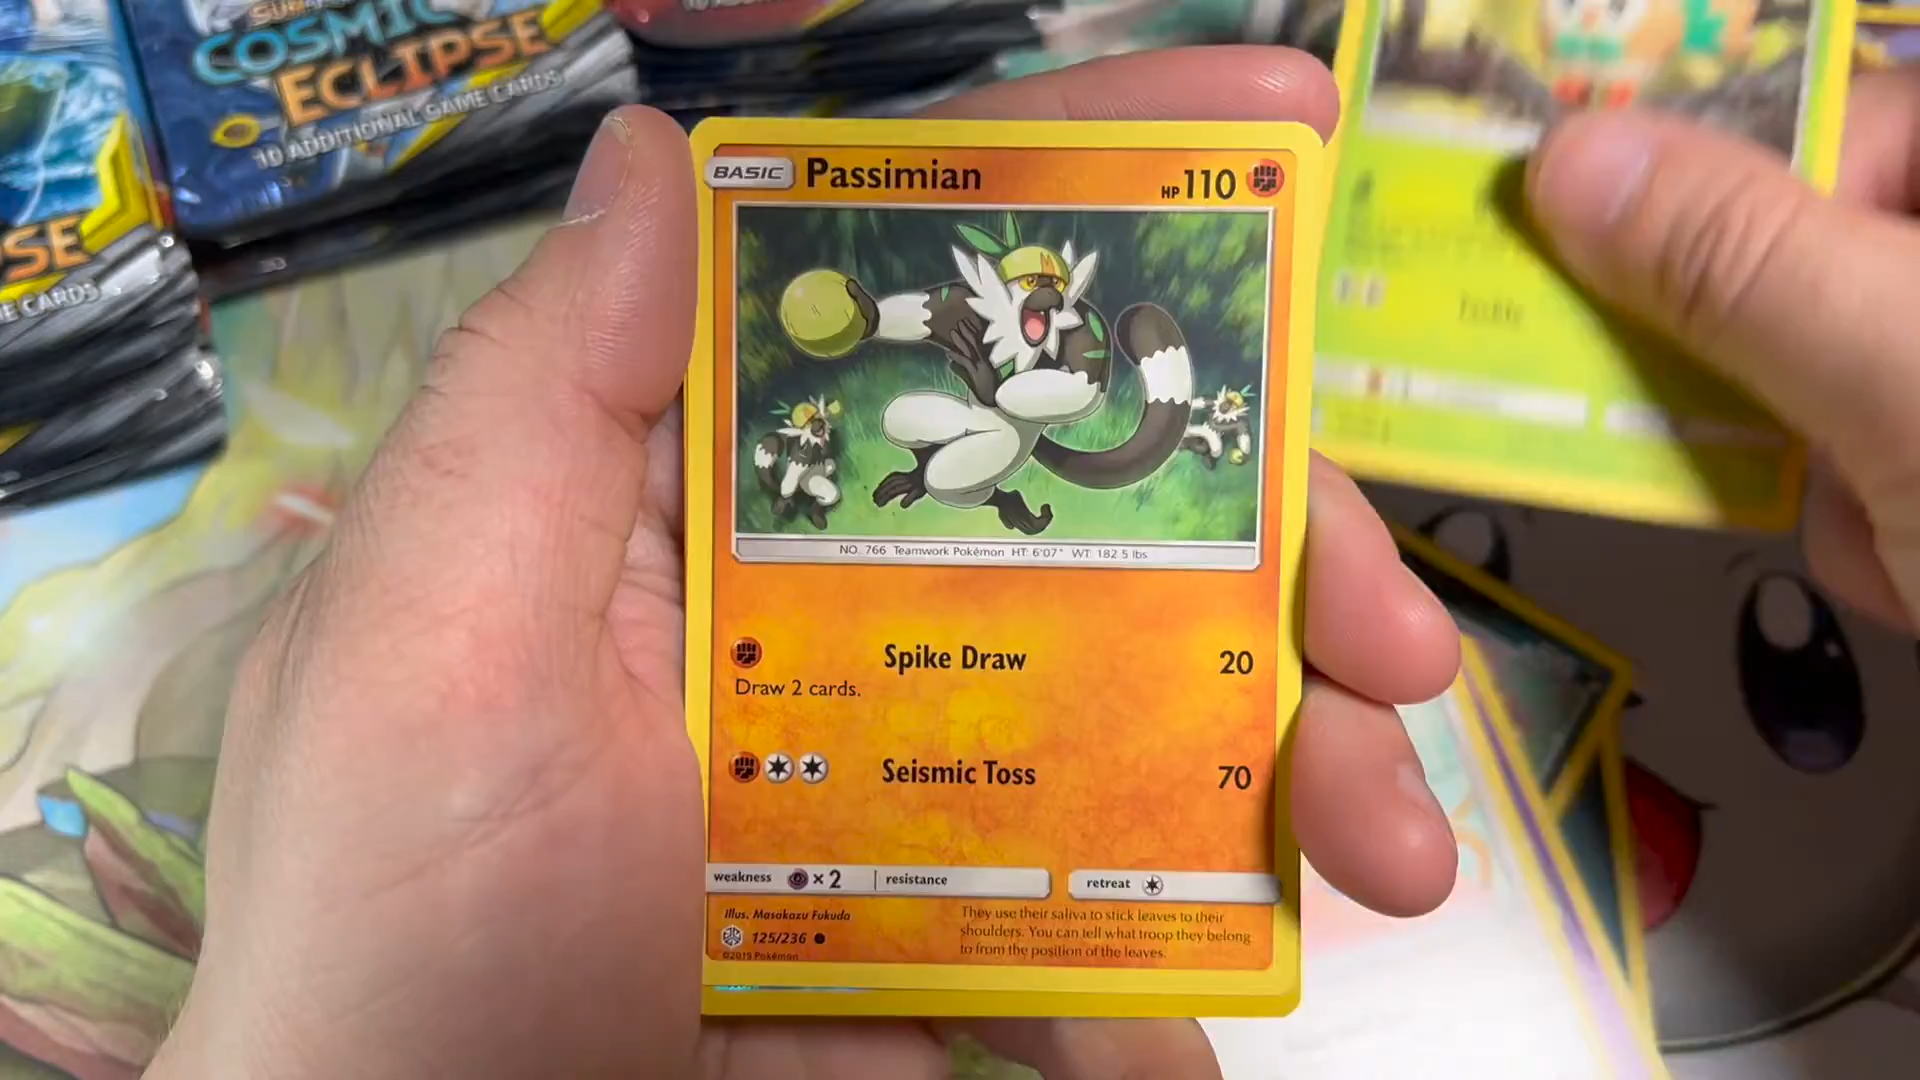 COSMIC
ECLIPSE
10 ADDITIONAL GAME CARDS
PSE
E CARDS
BASIC Passimian HP 110
NO. 766 Teamwork Pokémon HT: 6'07" WT: 182.5 lbs
Spike Draw 20
Draw 2 cards.
Seismic Toss 70
weakness ×2 resistance retreat
Illus. Masakazu Fukuda
125/236
©2019 Pokémon
They use their saliva to stick leaves to their
shoulders. You can tell what troop they belong
to from the position of the leaves.